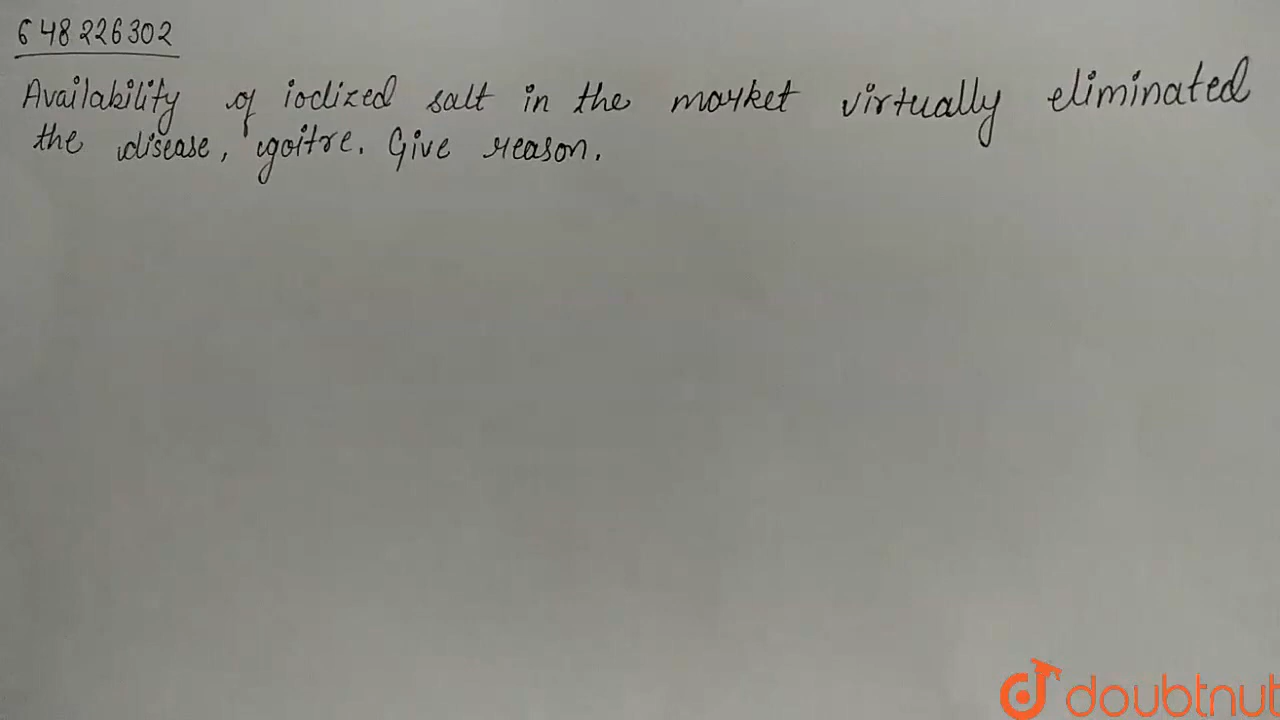 648226302
Availability of iodized salt in the market virtually eliminated
the disease, goitre. Give reason.
doubtnut